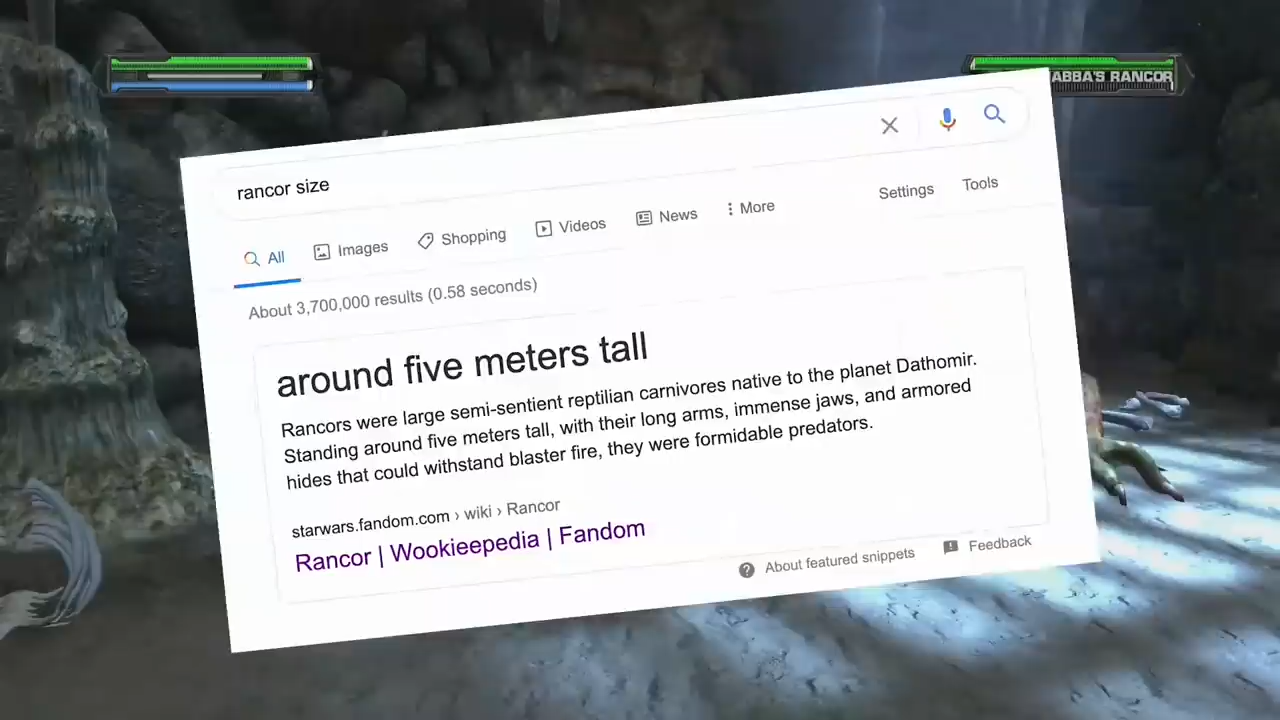 ABBA'S RANCOR
rancor size
Settings Tools
All Images Shopping Videos News More
About 3,700,000 results (0.58 seconds)
around five meters tall
Rancors were large semi-sentient reptilian carnivores native to the planet Dathomir.
Standing around five meters tall, with their long arms, immense jaws, and armored
hides that could withstand blaster fire, they were formidable predators.
starwars.fandom.com › wiki › Rancor
Rancor | Wookieepedia | Fandom
About featured snippets Feedback